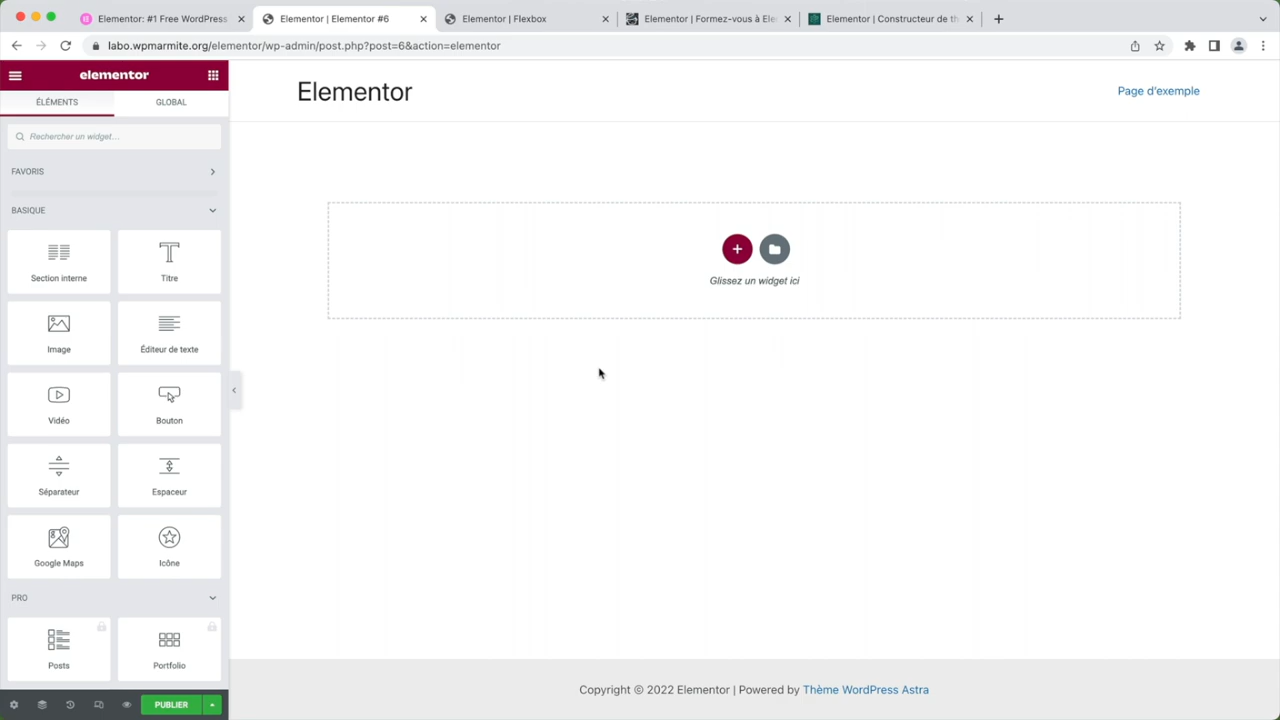 Elementor: #1 Free WordPress
Elementor | Elementor #6
Elementor | Flexbox
Elementor | Formez-vous à Ele
Elementor | Constructeur de th
labo.wpmarmite.org/elementor/wp-admin/post.php?post=6&action=elementor
elementor
ÉLÉMENTS
GLOBAL
Rechercher un widget...
FAVORIS
BASIQUE
Section interne
Titre
Image
Éditeur de texte
Vidéo
Bouton
Séparateur
Espaceur
Google Maps
Icône
PRO
Posts
Portfolio
PUBLIER
Elementor
Page d'exemple
Glissez un widget ici
Copyright © 2022 Elementor | Powered by Thème WordPress Astra